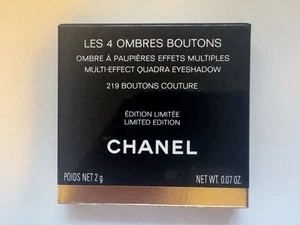 LES 4 OMBRES BOUTONS
OMBRE À PAUPIÈRES EFFETS MULTIPLES
MULTI-EFFECT QUADRA EYESHADOW
219 BOUTONS COUTURE
ÉDITION LIMITÉE
LIMITED EDITION
CHANEL
POIDS NET 2 g NET WT. 0.07 OZ.